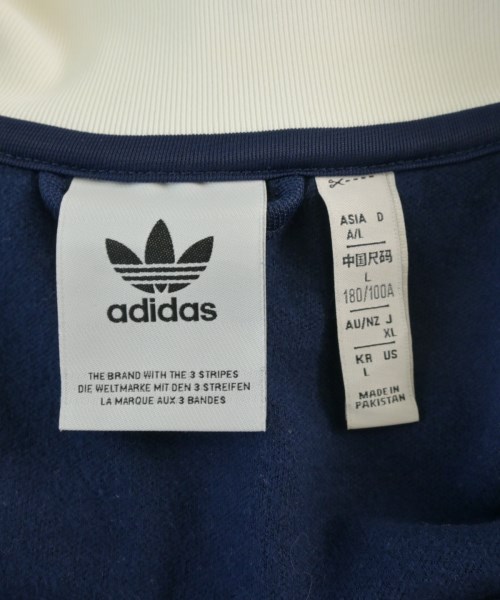 adidas
THE BRAND WITH THE 3 STRIPES
DIE WELTMARKE MIT DEN 3 STREIFEN
LA MARQUE AUX 3 BANDES
ASIA D
A/L
中国尺码
L
180/100A
AU/NZ J
XL
KR US
L
MADE IN
PAKISTAN